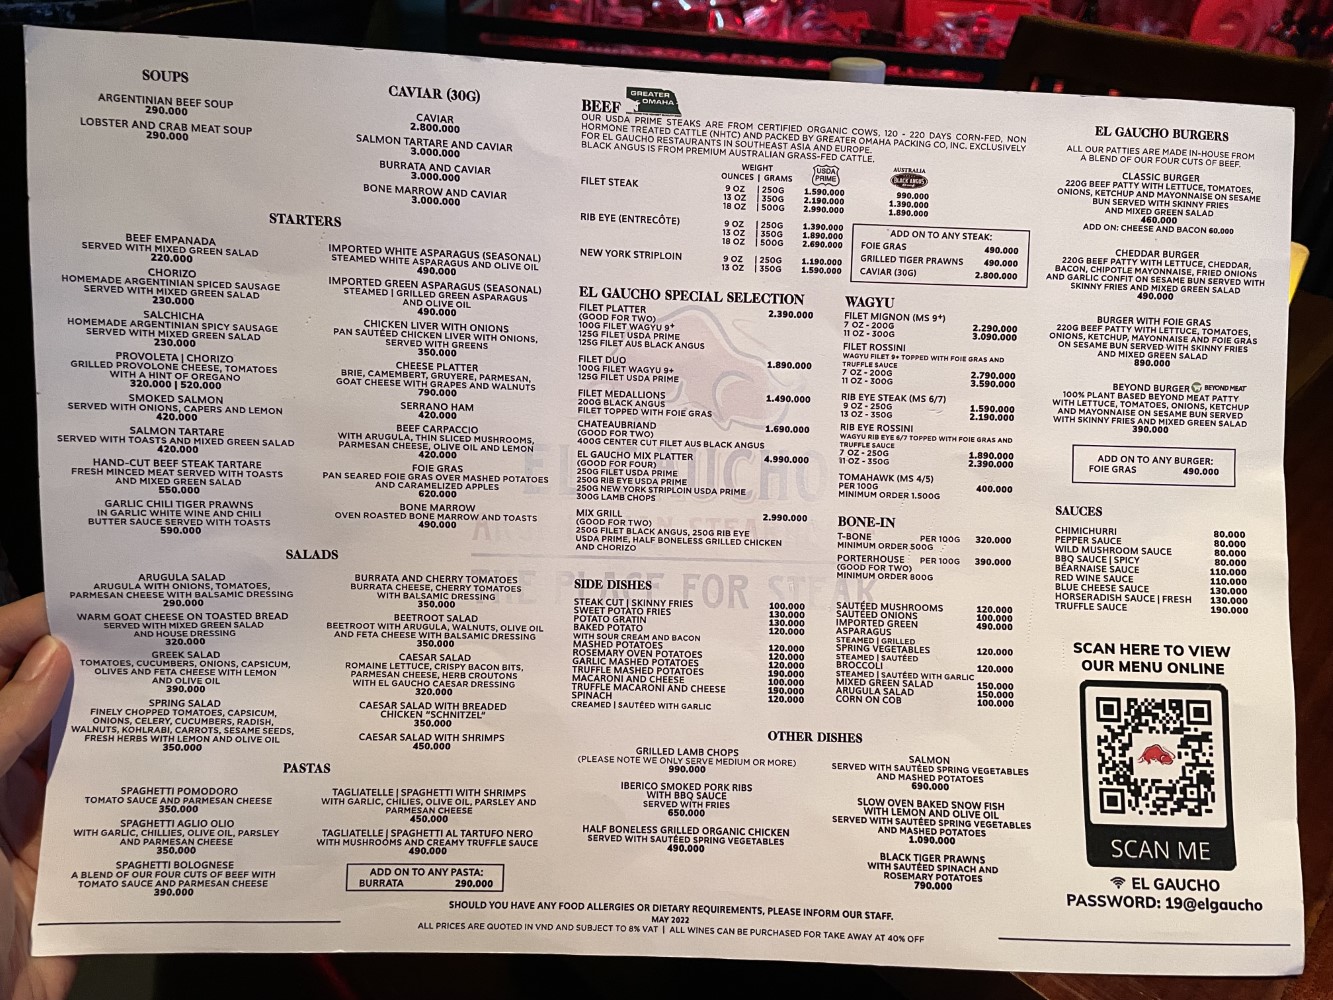 SOUPS
ARGENTINIAN BEEF SOUP
290.000
LOBSTER AND CRAB MEAT SOUP
290.000
CAVIAR (30G)
CAVIAR
2.800.000
SALMON TARTARE AND CAVIAR
3.000.000
BURRATA AND CAVIAR
3.000.000
BONE MARROW AND CAVIAR
3.000.000
STARTERS
BEEF EMPANADA
SERVED WITH MIXED GREEN SALAD
220.000
CHORIZO
HOMEMADE ARGENTINIAN SPICED SAUSAGE
SERVED WITH MIXED GREEN SALAD
230.000
SALCHICHA
HOMEMADE ARGENTINIAN SPICY SAUSAGE
SERVED WITH MIXED GREEN SALAD
230.000
PROVOLETA | CHORIZO
GRILLED PROVOLONE CHEESE, TOMATOES
WITH A HINT OF OREGANO
320.000 | 520.000
SMOKED SALMON
SERVED WITH ONIONS, CAPERS AND LEMON
420.000
SALMON TARTARE
SERVED WITH TOASTS AND MIXED GREEN SALAD
420.000
HAND-CUT BEEF STEAK TARTARE
FRESH MINCED MEAT SERVED WITH TOASTS
AND MIXED GREEN SALAD
550.000
GARLIC CHILI TIGER PRAWNS
IN GARLIC WHITE WINE AND CHILI
BUTTER SAUCE SERVED WITH TOASTS
590.000
IMPORTED WHITE ASPARAGUS (SEASONAL)
STEAMED WHITE ASPARAGUS AND OLIVE OIL
490.000
IMPORTED GREEN ASPARAGUS (SEASONAL)
STEAMED | GRILLED GREEN ASPARAGUS
AND OLIVE OIL
490.000
CHICKEN LIVER WITH ONIONS
PAN SAUTÉED CHICKEN LIVER WITH ONIONS,
SERVED WITH GREENS
350.000
CHEESE PLATTER
BRIE, CAMEMBERT, GRUYERE, PARMESAN,
GOAT CHEESE WITH GRAPES AND WALNUTS
790.000
SERRANO HAM
420.000
BEEF CARPACCIO
WITH ARUGULA, THIN SLICED MUSHROOMS,
PARMESAN CHEESE, OLIVE OIL AND LEMON
420.000
FOIE GRAS
PAN SEARED FOIE GRAS OVER MASHED POTATOES
AND CARAMELIZED APPLES
620.000
BONE MARROW
OVEN ROASTED BONE MARROW AND TOASTS
490.000
SALADS
ARUGULA SALAD
ARUGULA WITH ONIONS, TOMATOES,
PARMESAN CHEESE WITH BALSAMIC DRESSING
290.000
WARM GOAT CHEESE ON TOASTED BREAD
SERVED WITH MIXED GREEN SALAD
AND HOUSE DRESSING
320.000
GREEK SALAD
TOMATOES, CUCUMBERS, ONIONS, CAPSICUM,
OLIVES AND FETA CHEESE WITH LEMON
AND OLIVE OIL
390.000
SPRING SALAD
FINELY CHOPPED TOMATOES, CAPSICUM,
ONIONS, CELERY, CUCUMBERS, RADISH,
WALNUTS, KOHLRABI, CARROTS, SESAME SEEDS,
FRESH HERBS WITH LEMON AND OLIVE OIL
350.000
BURRATA AND CHERRY TOMATOES
BURRATA CHEESE, CHERRY TOMATOES
WITH BALSAMIC DRESSING
350.000
BEETROOT SALAD
BEETROOT WITH ARUGULA, WALNUTS, OLIVE OIL
AND FETA CHEESE WITH BALSAMIC DRESSING
350.000
CAESAR SALAD
ROMAINE LETTUCE, CRISPY BACON BITS,
PARMESAN CHEESE, HERB CROUTONS
WITH EL GAUCHO CAESAR DRESSING
320.000
CAESAR SALAD WITH BREADED
CHICKEN "SCHNITZEL"
350.000
CAESAR SALAD WITH SHRIMPS
450.000
PASTAS
SPAGHETTI POMODORO
TOMATO SAUCE AND PARMESAN CHEESE
350.000
SPAGHETTI AGLIO OLIO
WITH GARLIC, CHILLIES, OLIVE OIL, PARSLEY
AND PARMESAN CHEESE
350.000
SPAGHETTI BOLOGNESE
A BLEND OF OUR FOUR CUTS OF BEEF WITH
TOMATO SAUCE AND PARMESAN CHEESE
390.000
TAGLIATELLE | SPAGHETTI WITH SHRIMPS
WITH GARLIC, CHILIES, OLIVE OIL, PARSLEY AND
PARMESAN CHEESE
450.000
TAGLIATELLE | SPAGHETTI AL TARTUFO NERO
WITH MUSHROOMS AND CREAMY TRUFFLE SAUCE
490.000
ADD ON TO ANY PASTA:
BURRATA 290.000
BEEF GREATER OMAHA
OUR USDA PRIME STEAKS ARE FROM CERTIFIED ORGANIC COWS, 120 - 220 DAYS CORN-FED, NON
HORMONE TREATED CATTLE (NHTC) AND PACKED BY GREATER OMAHA PACKING CO, INC. EXCLUSIVELY
FOR EL GAUCHO RESTAURANTS IN SOUTHEAST ASIA AND EUROPE.
BLACK ANGUS IS FROM PREMIUM AUSTRALIAN GRASS-FED CATTLE.
WEIGHT
OUNCES | GRAMS USDA PRIME AUSTRALIA BLACK ANGUS
FILET STEAK 9 OZ | 250G 1.590.000 990.000
13 OZ | 350G 2.190.000 1.390.000
18 OZ | 500G 2.990.000 1.890.000
RIB EYE (ENTRECÔTE) 9 OZ | 250G 1.390.000
13 OZ | 350G 1.890.000
18 OZ | 500G 2.690.000
NEW YORK STRIPLOIN 9 OZ | 250G 1.190.000
13 OZ | 350G 1.590.000
ADD ON TO ANY STEAK:
FOIE GRAS 490.000
GRILLED TIGER PRAWNS 490.000
CAVIAR (30G) 2.800.000
EL GAUCHO SPECIAL SELECTION
FILET PLATTER 2.390.000
(GOOD FOR TWO)
100G FILET WAGYU 9+
125G FILET USDA PRIME
125G FILET AUS BLACK ANGUS
FILET DUO 1.890.000
100G FILET WAGYU 9+
125G FILET USDA PRIME
FILET MEDALLIONS 1.490.000
200G BLACK ANGUS
FILET TOPPED WITH FOIE GRAS
CHATEAUBRIAND 1.690.000
(GOOD FOR TWO)
400G CENTER CUT FILET AUS BLACK ANGUS
EL GAUCHO MIX PLATTER 4.990.000
(GOOD FOR FOUR)
250G FILET USDA PRIME
250G RIB EYE USDA PRIME
250G NEW YORK STRIPLOIN USDA PRIME
300G LAMB CHOPS
MIX GRILL 2.990.000
(GOOD FOR TWO)
250G FILET BLACK ANGUS, 250G RIB EYE
USDA PRIME, HALF BONELESS GRILLED CHICKEN
AND CHORIZO
WAGYU
FILET MIGNON (MS 9+)
7 OZ - 200G 2.290.000
11 OZ - 300G 3.090.000
FILET ROSSINI
WAGYU FILET 9+ TOPPED WITH FOIE GRAS AND
TRUFFLE SAUCE
7 OZ - 200G 2.790.000
11 OZ - 300G 3.590.000
RIB EYE STEAK (MS 6/7)
9 OZ - 250G 1.590.000
13 OZ - 350G 2.190.000
RIB EYE ROSSINI
WAGYU RIB EYE 6/7 TOPPED WITH FOIE GRAS AND
TRUFFLE SAUCE
7 OZ - 250G 1.890.000
11 OZ - 350G 2.390.000
TOMAHAWK (MS 4/5)
PER 100G 400.000
MINIMUM ORDER 1.500G
BONE-IN
T-BONE PER 100G 320.000
MINIMUM ORDER 500G
PORTERHOUSE PER 100G 390.000
(GOOD FOR TWO)
MINIMUM ORDER 800G
EL GAUCHO
THE PLACE FOR STEAK
SIDE DISHES
STEAK CUT | SKINNY FRIES 100.000
SWEET POTATO FRIES 130.000
POTATO GRATIN 130.000
BAKED POTATO 120.000
WITH SOUR CREAM AND BACON
MASHED POTATOES 120.000
ROSEMARY OVEN POTATOES 120.000
GARLIC MASHED POTATOES 120.000
TRUFFLE MASHED POTATOES 190.000
MACARONI AND CHEESE 100.000
TRUFFLE MACARONI AND CHEESE 190.000
SPINACH 120.000
CREAMED | SAUTÉED WITH GARLIC
SAUTÉED MUSHROOMS 120.000
SAUTÉED ONIONS 100.000
IMPORTED GREEN 490.000
ASPARAGUS
STEAMED | GRILLED
SPRING VEGETABLES 120.000
STEAMED | SAUTÉED
BROCCOLI 120.000
STEAMED | SAUTÉED WITH GARLIC
MIXED GREEN SALAD 150.000
ARUGULA SALAD 150.000
CORN ON COB 100.000
OTHER DISHES
GRILLED LAMB CHOPS
(PLEASE NOTE WE ONLY SERVE MEDIUM OR MORE)
990.000
IBERICO SMOKED PORK RIBS
WITH BBQ SAUCE
SERVED WITH FRIES
650.000
HALF BONELESS GRILLED ORGANIC CHICKEN
SERVED WITH SAUTÉED SPRING VEGETABLES
490.000
SALMON
SERVED WITH SAUTÉED SPRING VEGETABLES
AND MASHED POTATOES
690.000
SLOW OVEN BAKED SNOW FISH
WITH LEMON AND OLIVE OIL
SERVED WITH SAUTÉED SPRING VEGETABLES
AND MASHED POTATOES
1.090.000
BLACK TIGER PRAWNS
WITH SAUTÉED SPINACH AND
ROSEMARY POTATOES
790.000
EL GAUCHO BURGERS
ALL OUR PATTIES ARE MADE IN-HOUSE FROM
A BLEND OF OUR FOUR CUTS OF BEEF.
CLASSIC BURGER
220G BEEF PATTY WITH LETTUCE, TOMATOES,
ONIONS, KETCHUP AND MAYONNAISE ON SESAME
BUN SERVED WITH SKINNY FRIES
AND MIXED GREEN SALAD
460.000
ADD ON: CHEESE AND BACON 60.000
CHEDDAR BURGER
220G BEEF PATTY WITH LETTUCE, CHEDDAR,
BACON, CHIPOTLE MAYONNAISE, FRIED ONIONS
AND GARLIC CONFIT ON SESAME BUN SERVED WITH
SKINNY FRIES AND MIXED GREEN SALAD
490.000
BURGER WITH FOIE GRAS
220G BEEF PATTY WITH LETTUCE, TOMATOES,
ONIONS, KETCHUP, MAYONNAISE AND FOIE GRAS
ON SESAME BUN SERVED WITH SKINNY FRIES
AND MIXED GREEN SALAD
890.000
BEYOND BURGER BEYOND MEAT
100% PLANT BASED BEYOND MEAT PATTY
WITH LETTUCE, TOMATOES, ONIONS, KETCHUP
AND MAYONNAISE ON SESAME BUN SERVED
WITH SKINNY FRIES AND MIXED GREEN SALAD
390.000
ADD ON TO ANY BURGER:
FOIE GRAS 490.000
SAUCES
CHIMICHURRI 80.000
PEPPER SAUCE 80.000
WILD MUSHROOM SAUCE 80.000
BBQ SAUCE | SPICY 80.000
BÉARNAISE SAUCE 110.000
RED WINE SAUCE 110.000
BLUE CHEESE SAUCE 130.000
HORSERADISH SAUCE | FRESH 130.000
TRUFFLE SAUCE 190.000
SCAN HERE TO VIEW
OUR MENU ONLINE
SCAN ME
EL GAUCHO
PASSWORD: 19@elgaucho
SHOULD YOU HAVE ANY FOOD ALLERGIES OR DIETARY REQUIREMENTS, PLEASE INFORM OUR STAFF.
MAY 2022
ALL PRICES ARE QUOTED IN VND AND SUBJECT TO 8% VAT | ALL WINES CAN BE PURCHASED FOR TAKE AWAY AT 40% OFF